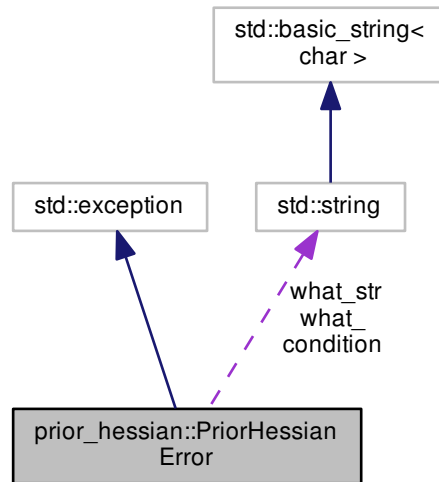 std::basic_string<
char >
std::exception
std::string
what_str
what_
condition
prior_hessian::PriorHessian
Error